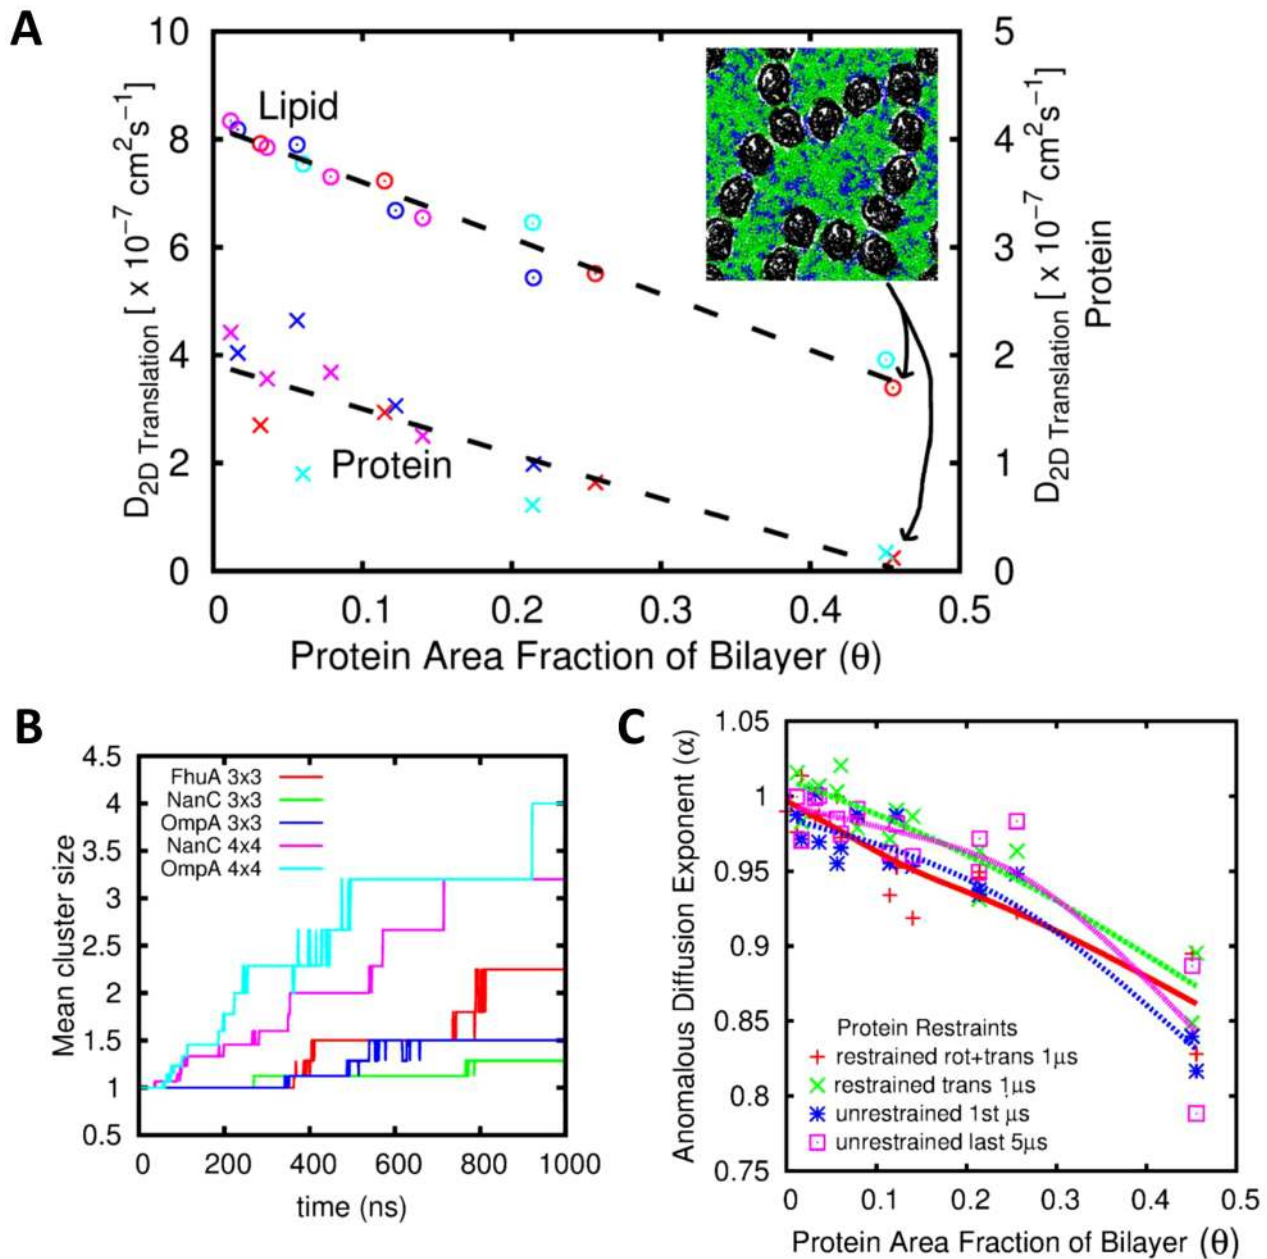 A
10
8
6
4
2
0
D2D Translation [ x 10−7 cm2s−1]
Lipid
Protein
5
4
3
2
1
0
D2D Translation [ x 10−7 cm2s−1]
Protein
0 0.1 0.2 0.3 0.4 0.5
Protein Area Fraction of Bilayer (θ)
B
4.5
4
3.5
3
2.5
2
1.5
1
0.5
Mean cluster size
FhuA 3x3
NanC 3x3
OmpA 3x3
NanC 4x4
OmpA 4x4
0 200 400 600 800 1000
time (ns)
C
1.05
1
0.95
0.9
0.85
0.8
0.75
Anomalous Diffusion Exponent (α)
Protein Restraints
restrained rot+trans 1μs
restrained trans 1μs
unrestrained 1st μs
unrestrained last 5μs
0 0.1 0.2 0.3 0.4 0.5
Protein Area Fraction of Bilayer (θ)